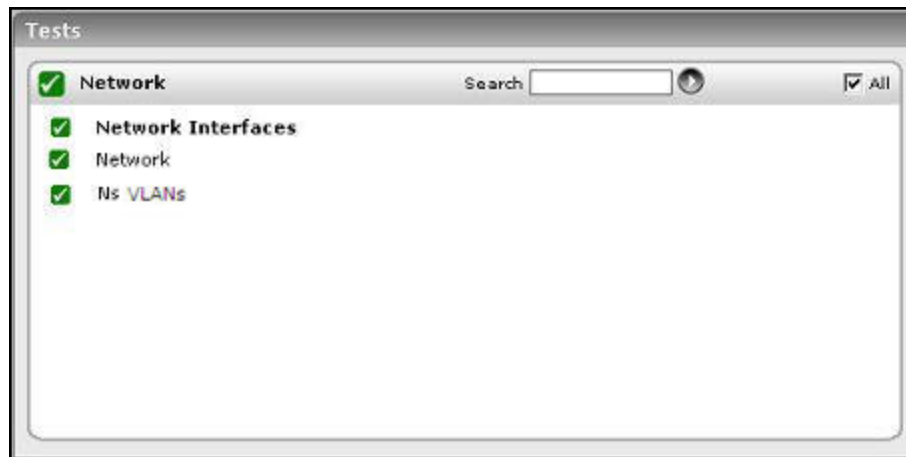 Tests
Network Search All
Network Interfaces
Network
Ns VLANs